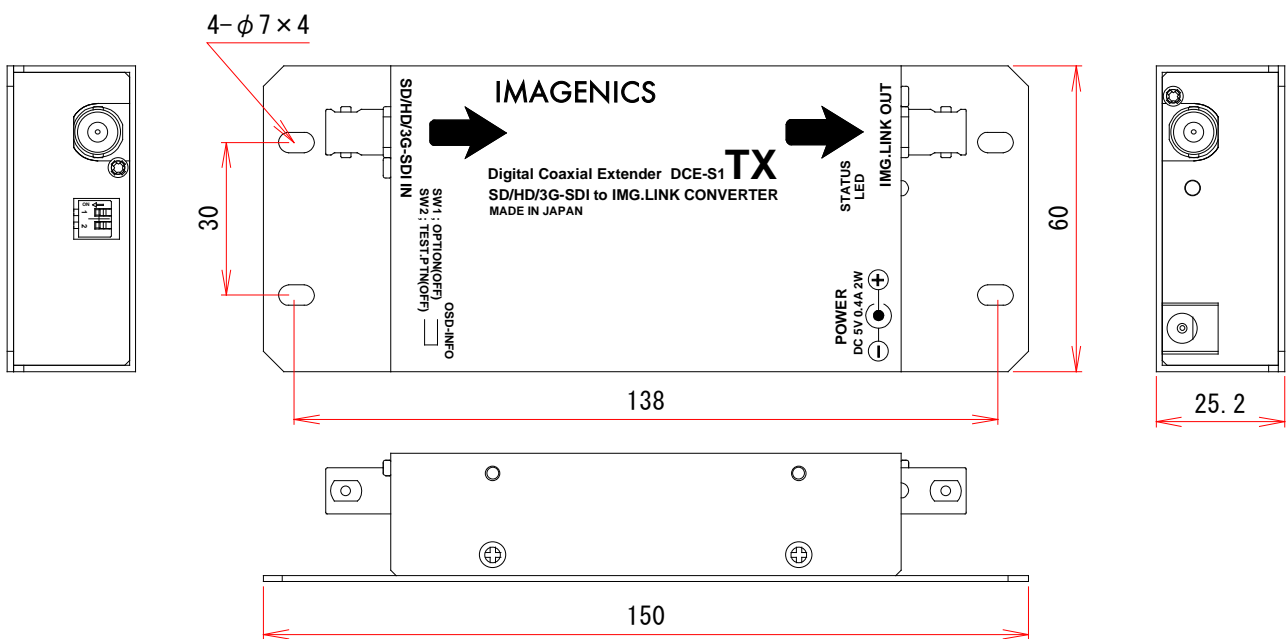 4-φ7×4
IMAGENICS
SD/HD/3G-SDI IN
IMG.LINK OUT
Digital Coaxial Extender DCE-S1 TX
SD/HD/3G-SDI to IMG.LINK CONVERTER
MADE IN JAPAN
STATUS
LED
SW1 ; OPTION(OFF)
SW2 ; TEST.PTN(OFF)
OSD-INFO
POWER
DC 5V 0.4A 2W
+
−
ON
1
2
30
60
138
25.2
150